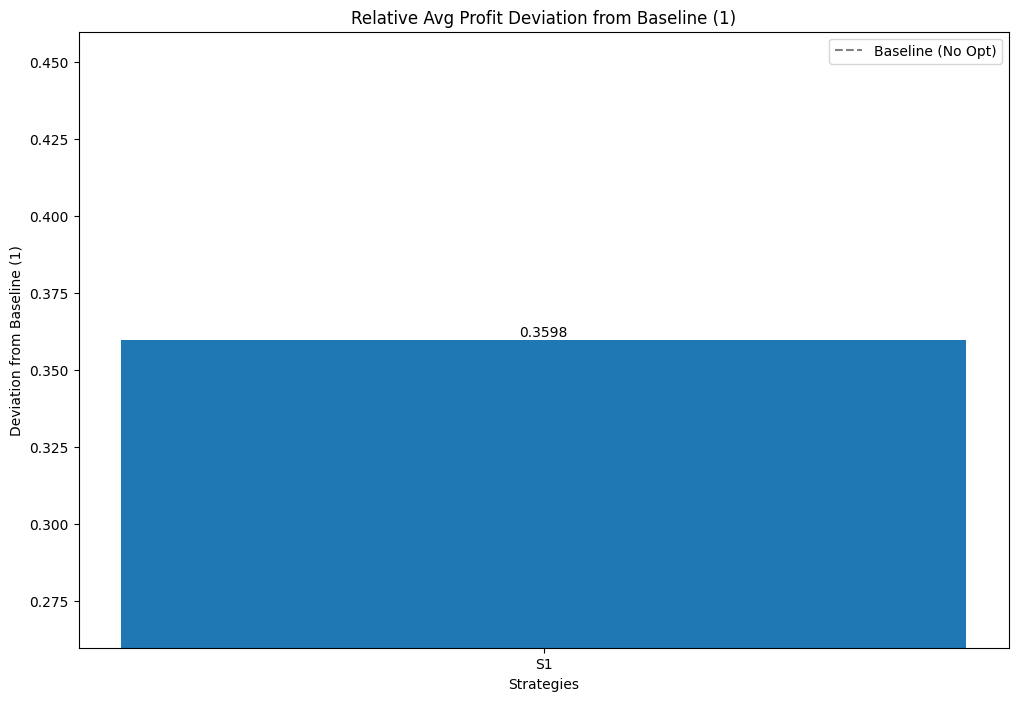 Relative Avg Profit Deviation from Baseline (1)
Baseline (No Opt)
0.450
0.425
0.400
0.375
0.350
0.325
0.300
0.275
Deviation from Baseline (1)
0.3598
S1
Strategies